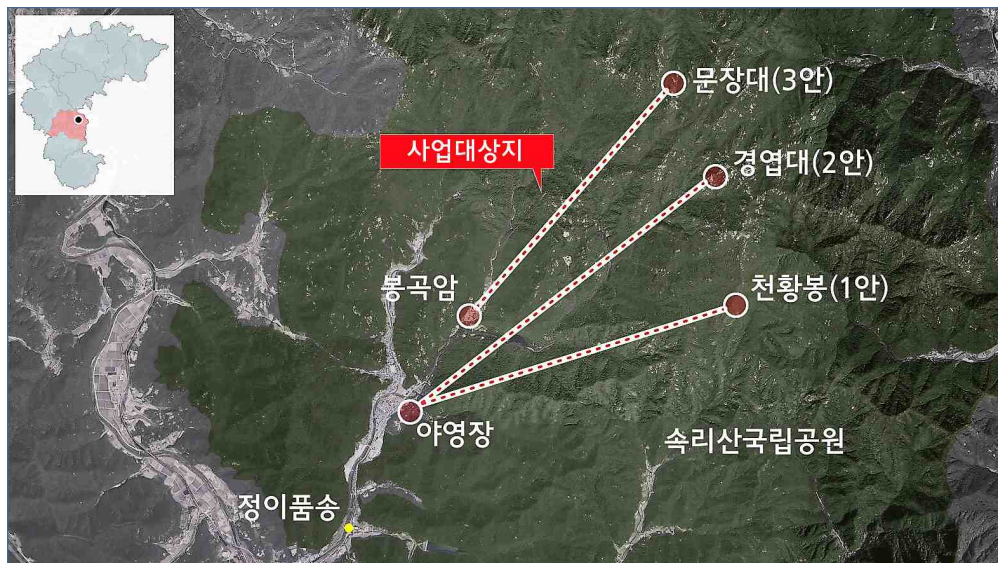 문장대(3안)
사업대상지
경업대(2안)
봉곡암
천황봉(1안)
야영장
속리산국립공원
정이품송